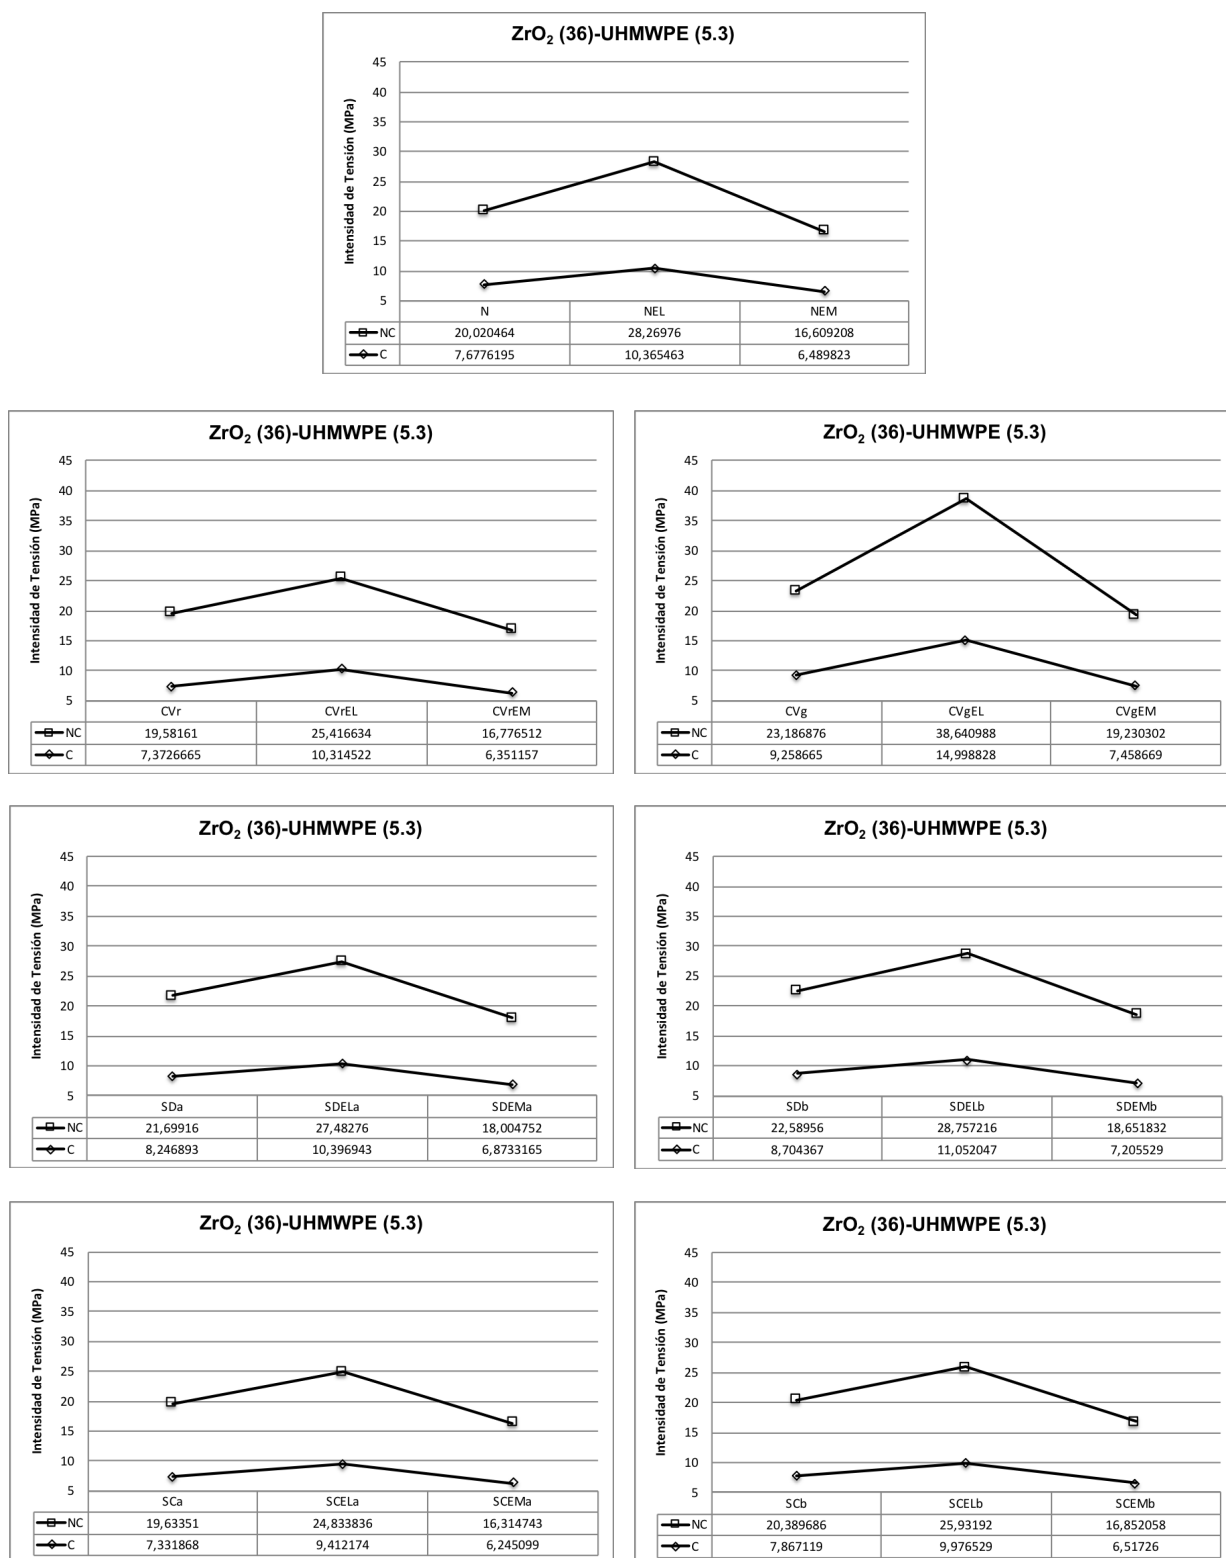 ZrO₂ (36)-UHMWPE (5.3)
Intensidad de Tensión (MPa)
45
40
35
30
25
20
15
10
5
N NEL NEM
NC 20,020464 28,26976 16,609208
C 7,6776195 10,365463 6,489823
ZrO₂ (36)-UHMWPE (5.3)
Intensidad de Tensión (MPa)
45
40
35
30
25
20
15
10
5
CVr CVrEL CVrEM
NC 19,58161 25,416634 16,776512
C 7,3726665 10,314522 6,351157
ZrO₂ (36)-UHMWPE (5.3)
Intensidad de Tensión (MPa)
45
40
35
30
25
20
15
10
5
CVg CVgEL CVgEM
NC 23,186876 38,640988 19,230302
C 9,258665 14,998828 7,458669
ZrO₂ (36)-UHMWPE (5.3)
Intensidad de Tensión (MPa)
45
40
35
30
25
20
15
10
5
SDa SDELa SDEMa
NC 21,69916 27,48276 18,004752
C 8,246893 10,396943 6,8733165
ZrO₂ (36)-UHMWPE (5.3)
Intensidad de Tensión (MPa)
45
40
35
30
25
20
15
10
5
SDb SDELb SDEMb
NC 22,58956 28,757216 18,651832
C 8,704367 11,052047 7,205529
ZrO₂ (36)-UHMWPE (5.3)
Intensidad de Tensión (MPa)
45
40
35
30
25
20
15
10
5
SCa SCELa SCEMa
NC 19,63351 24,833836 16,314743
C 7,331868 9,412174 6,245099
ZrO₂ (36)-UHMWPE (5.3)
Intensidad de Tensión (MPa)
45
40
35
30
25
20
15
10
5
SCb SCELb SCEMb
NC 20,389686 25,93192 16,852058
C 7,867119 9,976529 6,51726